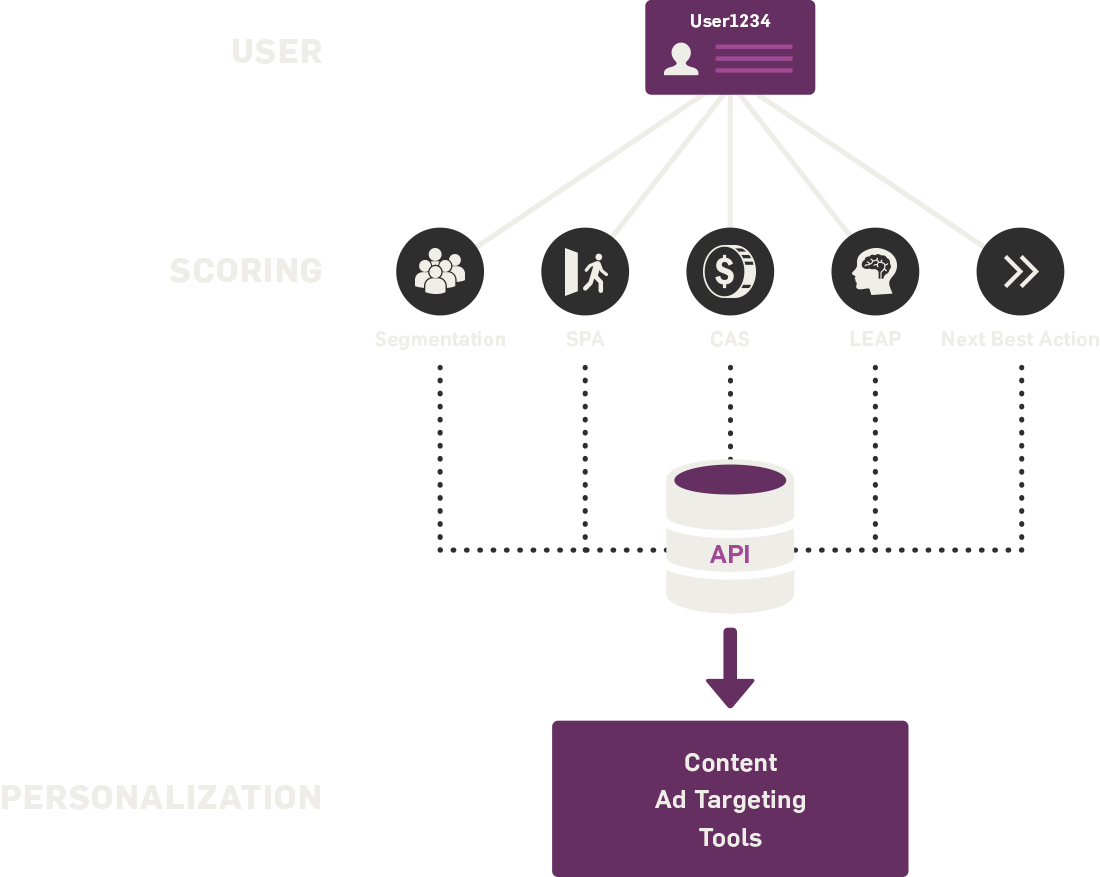 User1234
USER
SCORING
Segmentation
SPA
CAS
LEAP
Next Best Action
API
PERSONALIZATION
Content
Ad Targeting
Tools